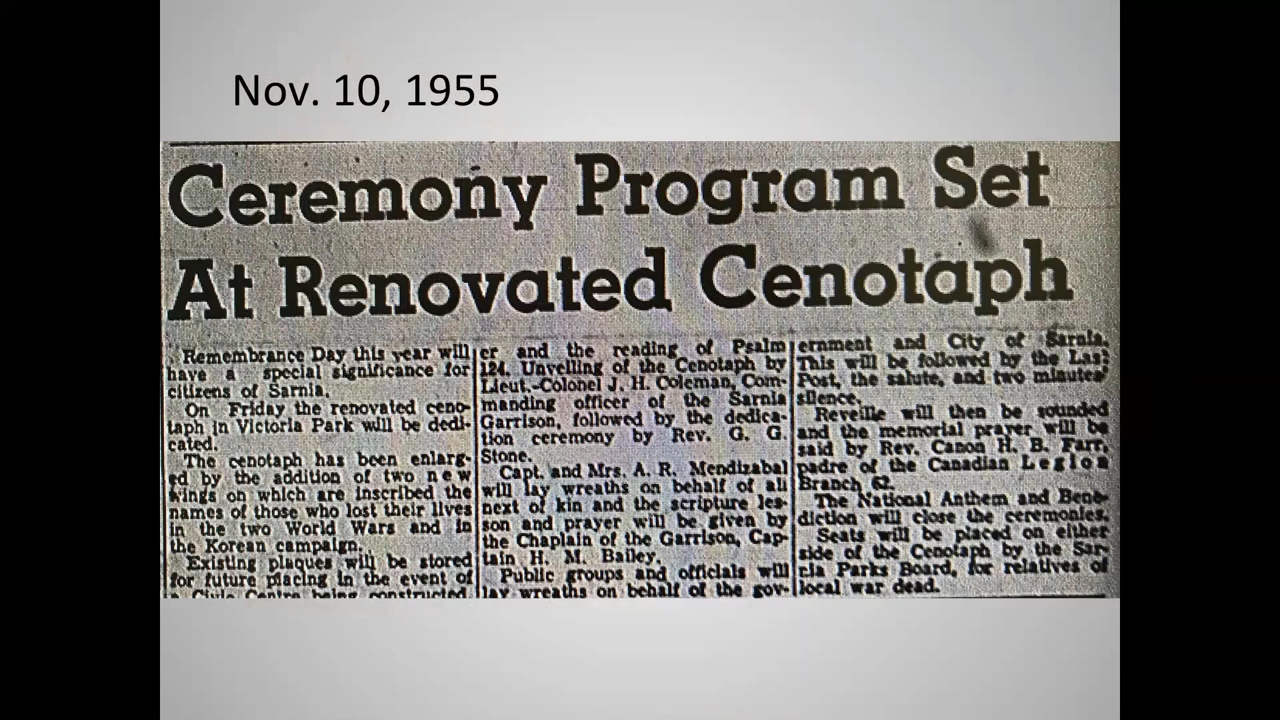 Nov. 10, 1955
Ceremony Program Set
At Renovated Cenotaph
Remembrance Day this year will
have a special significance for
citizens of Sarnia.
On Friday the renovated ceno-
taph in Victoria Park will be dedi-
cated.
The cenotaph has been enlarg-
ed by the addition of two new
wings on which are inscribed the
names of those who lost their lives
in the two World Wars and in
the Korean campaign.
Existing plaques will be stored
for future placing in the event of
a Civic Centre being constructed
er and the reading of Psalm
124. Unveiling of the Cenotaph by
Lieut.-Colonel J. H. Coleman, Com-
manding officer of the Sarnia
Garrison, followed by the dedica-
tion ceremony by Rev. G. G.
Stone.
Capt. and Mrs. A. R. Mendizabal
will lay wreaths on behalf of all
next of kin and the scripture les-
son and prayer will be given by
the Chaplain of the Garrison, Cap-
tain H. M. Bailey.
Public groups and officials will
lay wreaths on behalf of the gov-
ernment and City of Sarnia.
This will be followed by the Last
Post, the salute, and two minutes'
silence.
Reveille will then be sounded
and the memorial prayer will be
said by Rev. Canon H. B. Farr,
padre of the Canadian Legion
Branch 62.
The National Anthem and Bene-
diction will close the ceremonies.
Seats will be placed on either
side of the Cenotaph by the Sar-
nia Parks Board, for relatives of
local war dead.